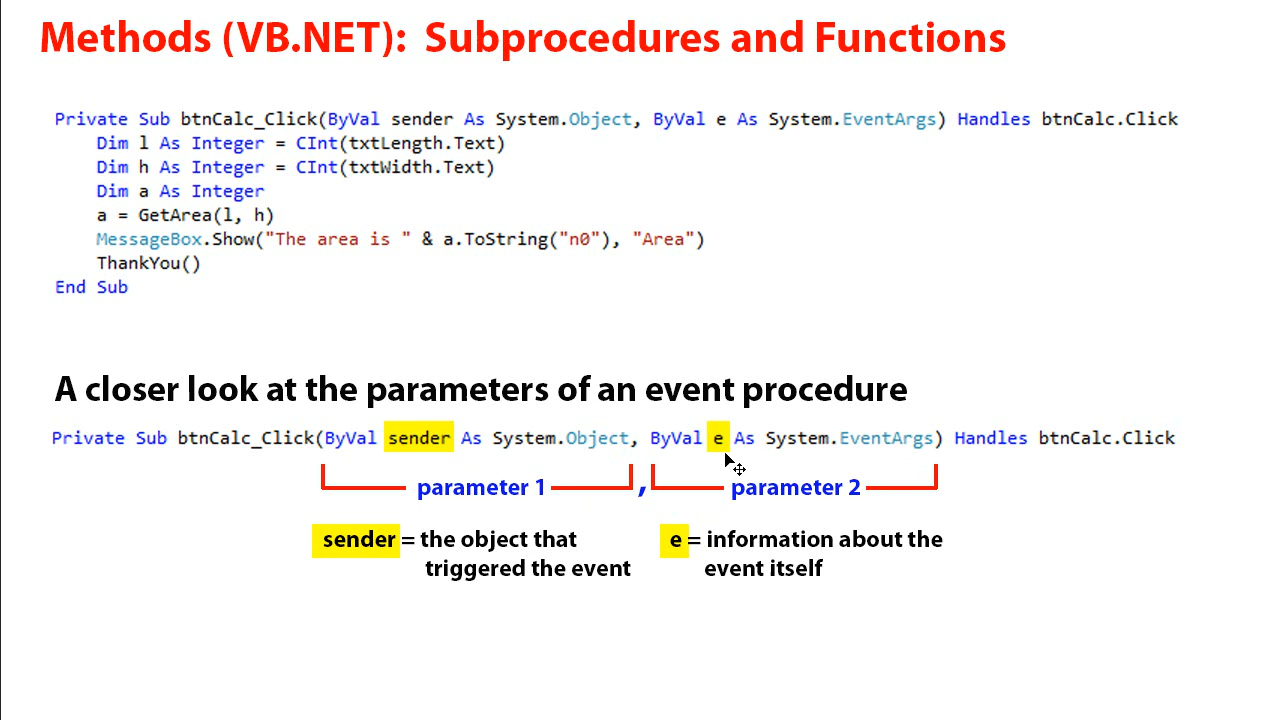 Methods (VB.NET):  Subprocedures and Functions
Private Sub btnCalc_Click(ByVal sender As System.Object, ByVal e As System.EventArgs) Handles btnCalc.Click
    Dim l As Integer = CInt(txtLength.Text)
    Dim h As Integer = CInt(txtWidth.Text)
    Dim a As Integer
    a = GetArea(l, h)
    MessageBox.Show("The area is " & a.ToString("n0"), "Area")
    ThankYou()
End Sub
A closer look at the parameters of an event procedure
Private Sub btnCalc_Click(ByVal sender As System.Object, ByVal e As System.EventArgs) Handles btnCalc.Click
parameter 1 , parameter 2
sender = the object that
triggered the event
e = information about the
event itself